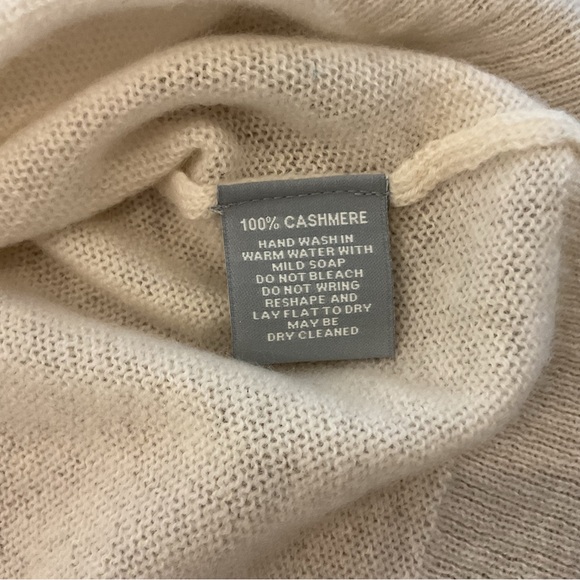 100% CASHMERE
HAND WASH IN
WARM WATER WITH
MILD SOAP
DO NOT BLEACH
DO NOT WRING
RESHAPE AND
LAY FLAT TO DRY
MAY BE
DRY CLEANED